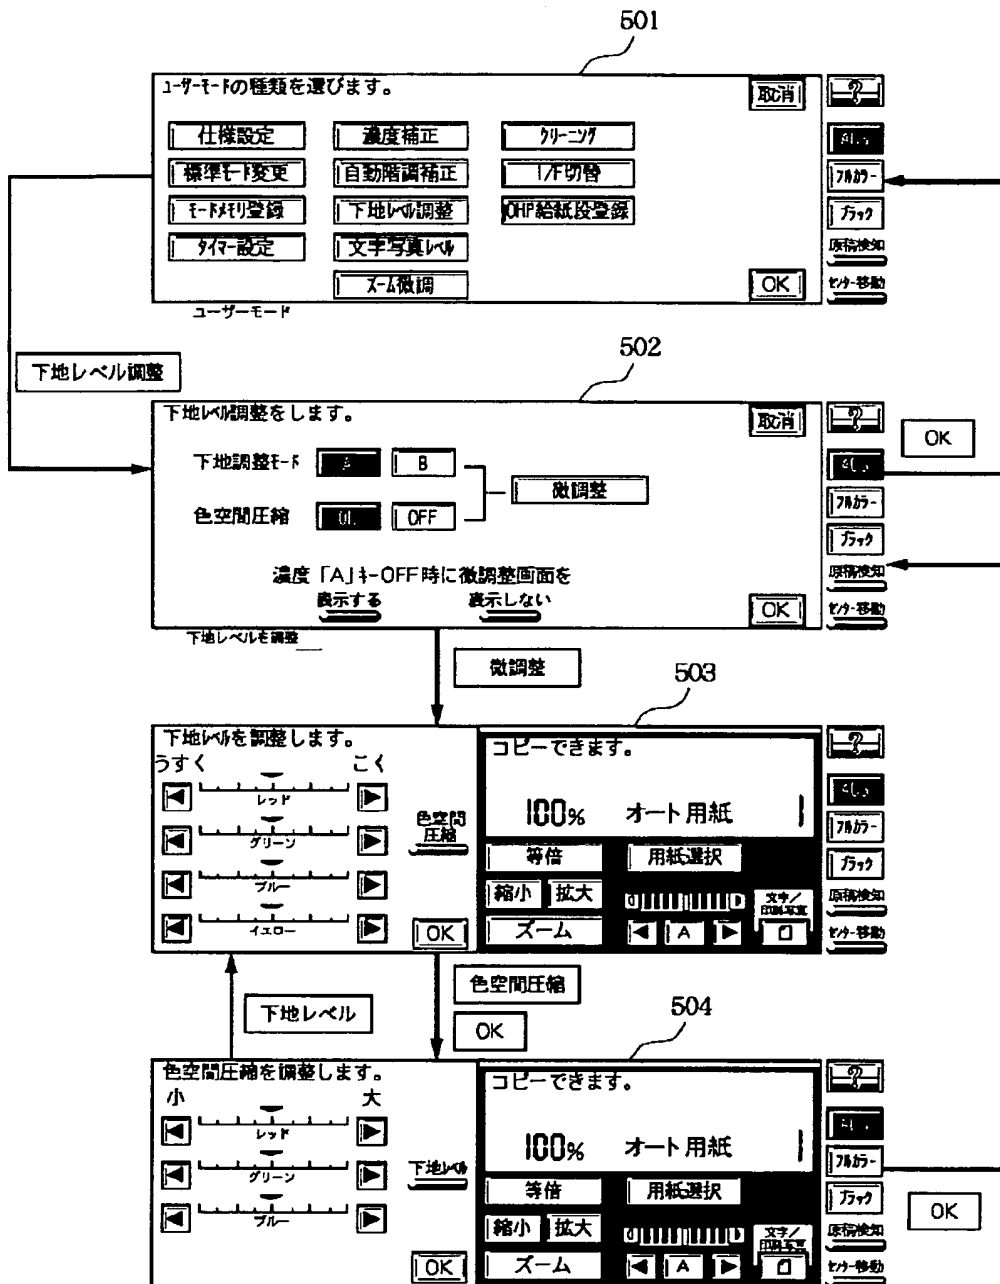 501
ユーザーモードの種類を選びます。
取消
?
仕様設定 濃度補正 クリーニング
標準モード変更 自動階調補正 I/F切替
フルカラー
モードメモリ登録 下地レベル調整 OHP給紙段登録
ブラック
タイマー設定 文字写真レベル
原稿検知
ズーム微調
OK
センター移動
ユーザーモード
下地レベル調整
502
下地レベル調整をします。
取消
?
OK
下地調整モード A B
微調整
フルカラー
色空間圧縮 OFF
ブラック
濃度「A」キーOFF時に微調整画面を
原稿検知
表示する 表示しない
OK
センター移動
下地レベルを調整
微調整
503
下地レベルを調整します。
うすく こく
コピーできます。
?
レッド
100% オート用紙 1
グリーン
色空間
圧縮
フルカラー
等倍 用紙選択
ブラック
ブルー
縮小 拡大
文字/
印刷写真
原稿検知
イエロー
OK
ズーム
A
センター移動
色空間圧縮
下地レベル
OK
504
色空間圧縮を調整します。
小 大
コピーできます。
?
レッド
100% オート用紙 1
グリーン
下地レベル
フルカラー
等倍 用紙選択
ブラック
OK
ブルー
縮小 拡大
文字/
印刷写真
原稿検知
OK
ズーム
A
センター移動